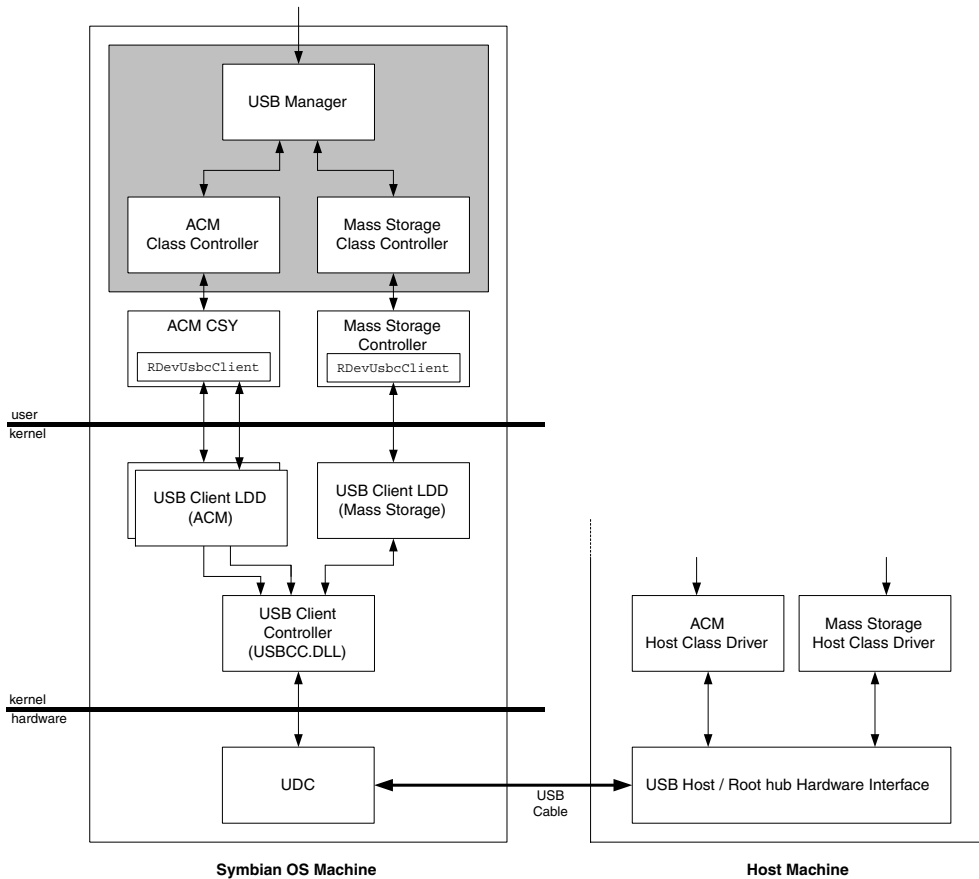 USB Manager
ACM
Class Controller
Mass Storage
Class Controller
ACM CSY
RDevUsbcClient
Mass Storage
Controller
RDevUsbcClient
user
kernel
USB Client LDD
(ACM)
USB Client LDD
(Mass Storage)
USB Client
Controller
(USBCC.DLL)
ACM
Host Class Driver
Mass Storage
Host Class Driver
kernel
hardware
UDC
USB
Cable
USB Host / Root hub Hardware Interface
Symbian OS Machine
Host Machine